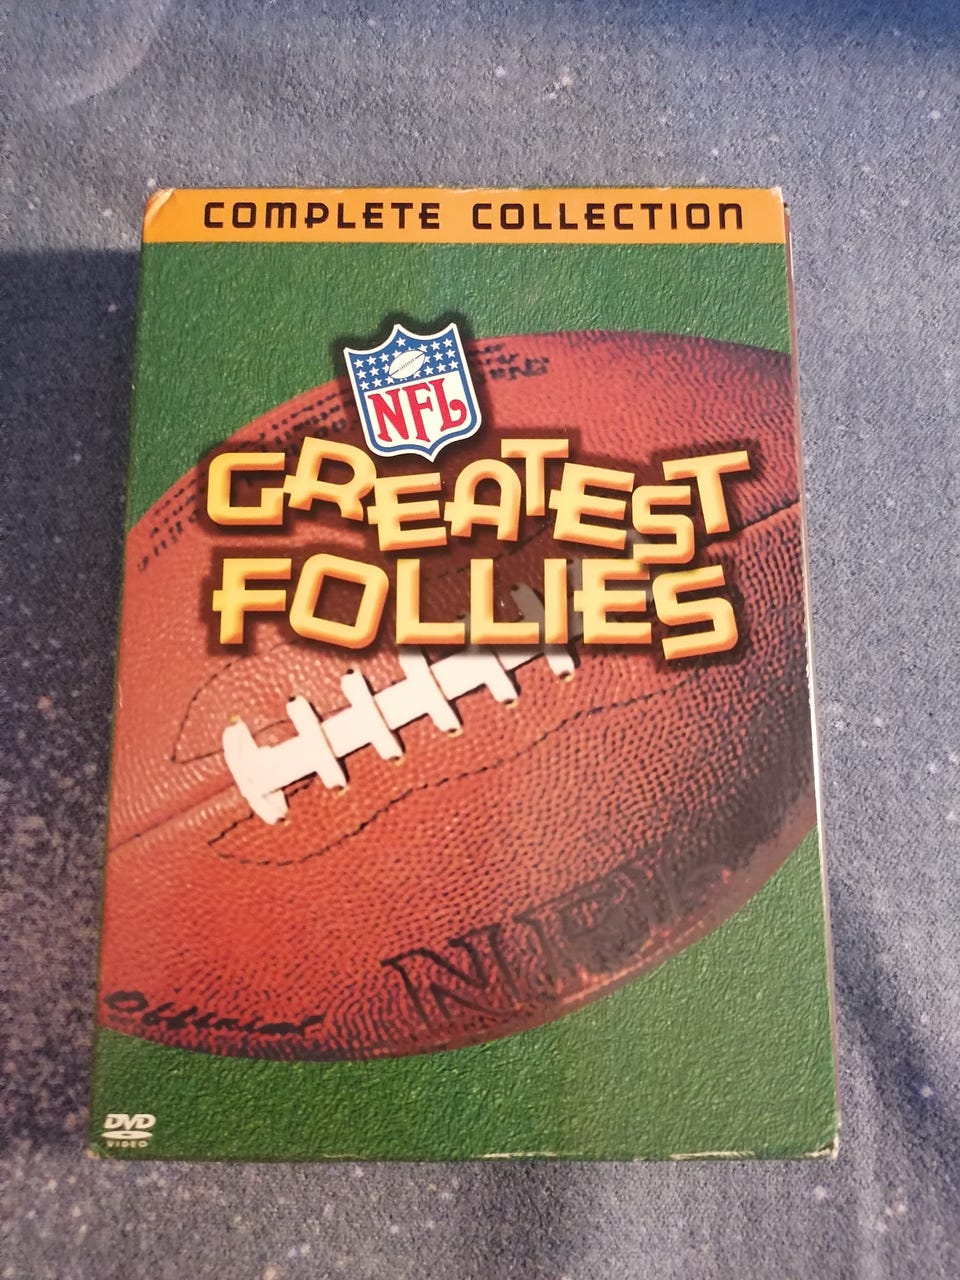 COMPLETE COLLECTION
NFL
GREATEST
FOLLIES
NFL
Official
DVD
VIDEO